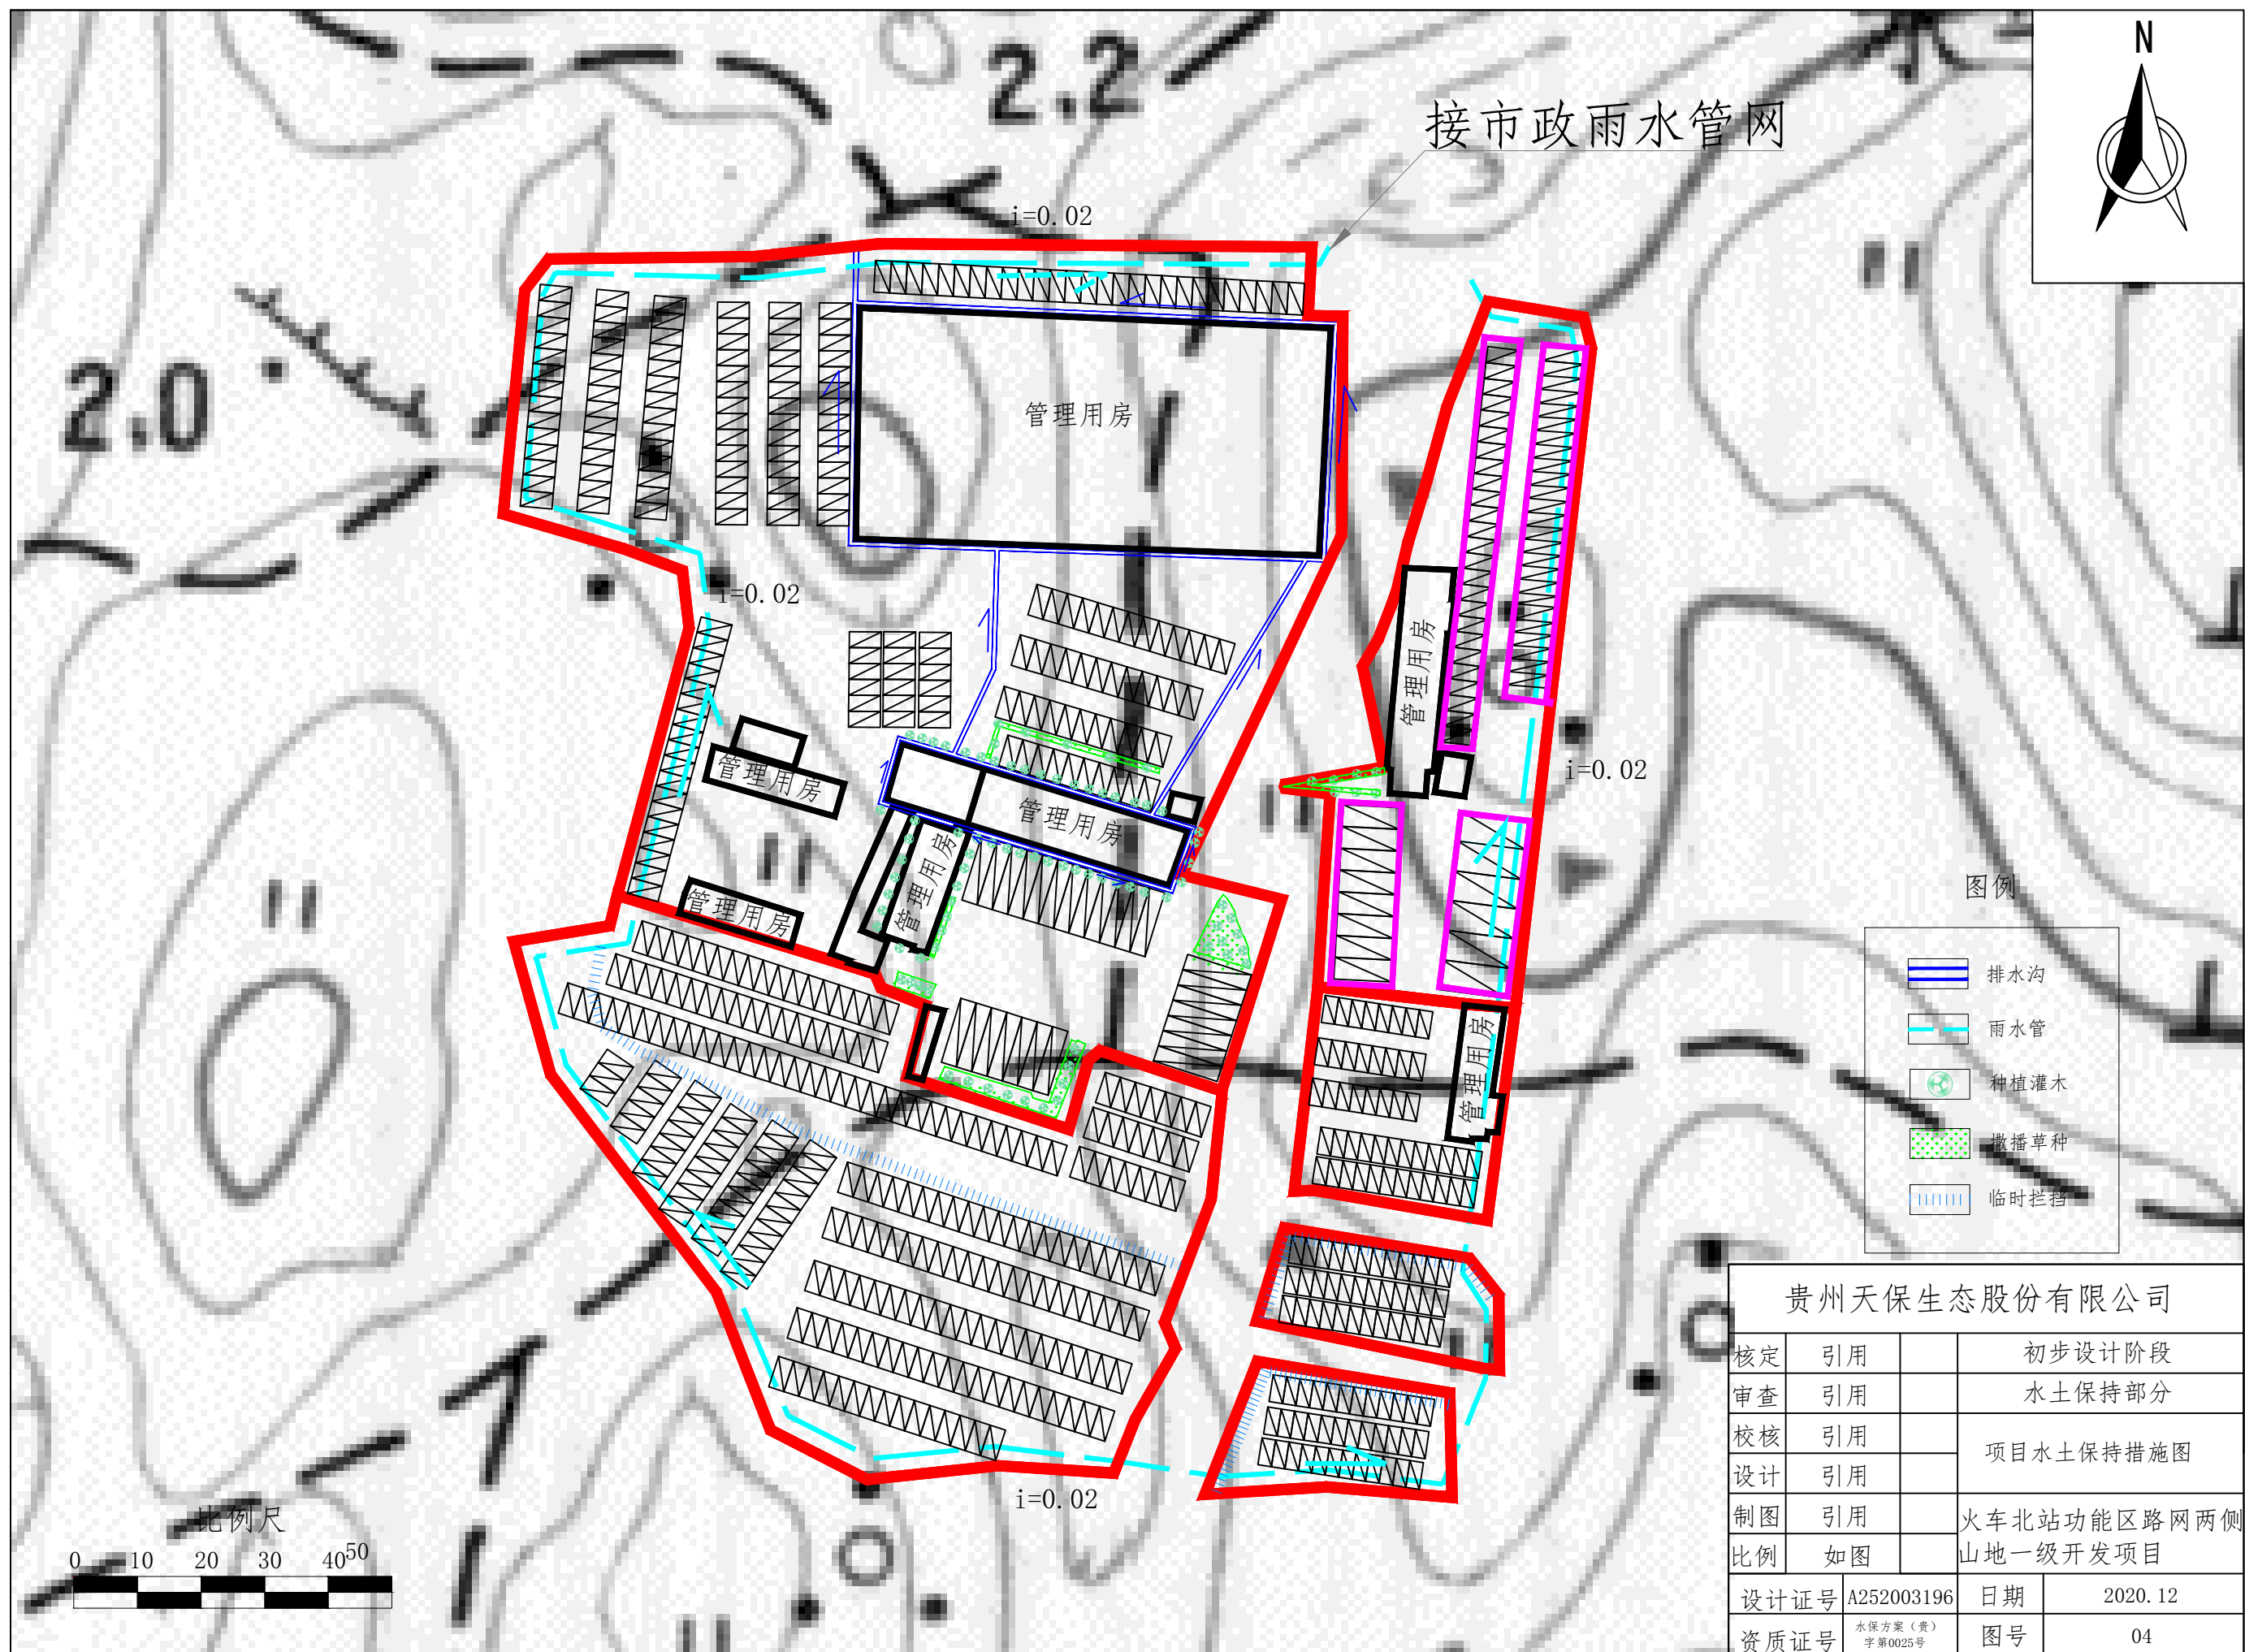 N
2.2
接市政雨水管网
i=0.02
2.0
管理用房
i=0.02
管理用房
i=0.02
管理用房
管理用房
管理用房
管理用房
管理用房
i=0.02
图例
排水沟
雨水管
种植灌木
撒播草种
临时拦挡
比例尺
0 10 20 30 40 50
贵州天保生态股份有限公司
核定 引用 初步设计阶段
审查 引用 水土保持部分
校核 引用
项目水土保持措施图
设计 引用
制图 引用
火车北站功能区路网两侧
山地一级开发项目
比例 如图
设计证号 A252003196 日期 2020.12
资质证号 水保方案（贵）
字第0025号
图号 04